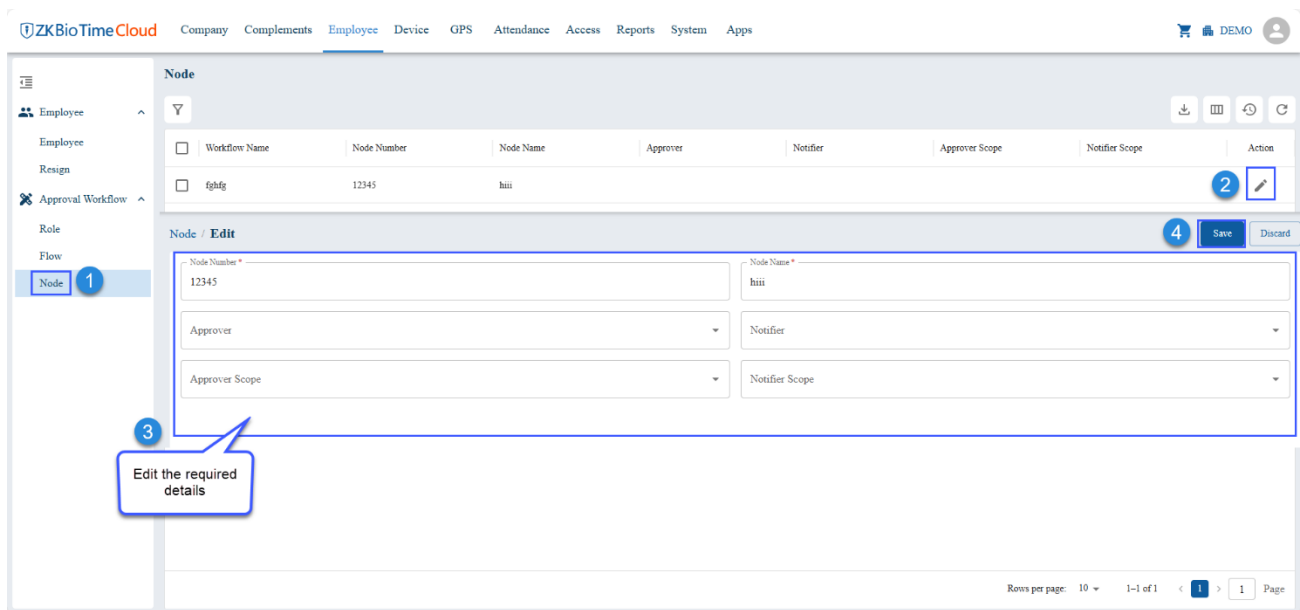 ZKBioTime Cloud Company Complements Employee Device GPS Attendance Access Reports System Apps DEMO
Node
Employee
Employee
Resign
Approval Workflow
Role
Flow
Node 1
Workflow Name Node Number Node Name Approver Notifier Approver Scope Notifier Scope Action
fghfg 12345 hiii 2
Node / Edit 4 Save Discard
Node Number * Node Name *
12345 hiii
Approver Notifier
Approver Scope Notifier Scope
3
Edit the required
details
Rows per page: 10 1-1 of 1 < 1 > 1 Page